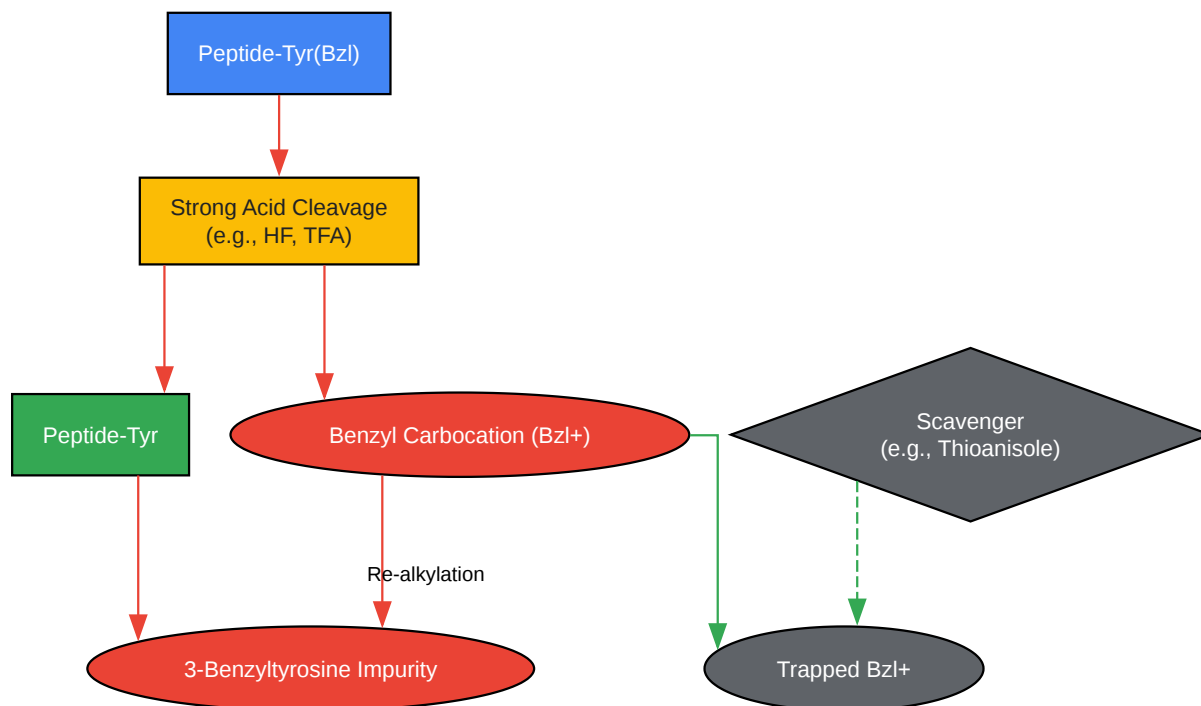 Peptide-Tyr(Bzl)
Strong Acid Cleavage
(e.g., HF, TFA)
Peptide-Tyr
Benzyl Carbocation (Bzl+)
Scavenger
(e.g., Thioanisole)
Re-alkylation
3-Benzyltyrosine Impurity
Trapped Bzl+